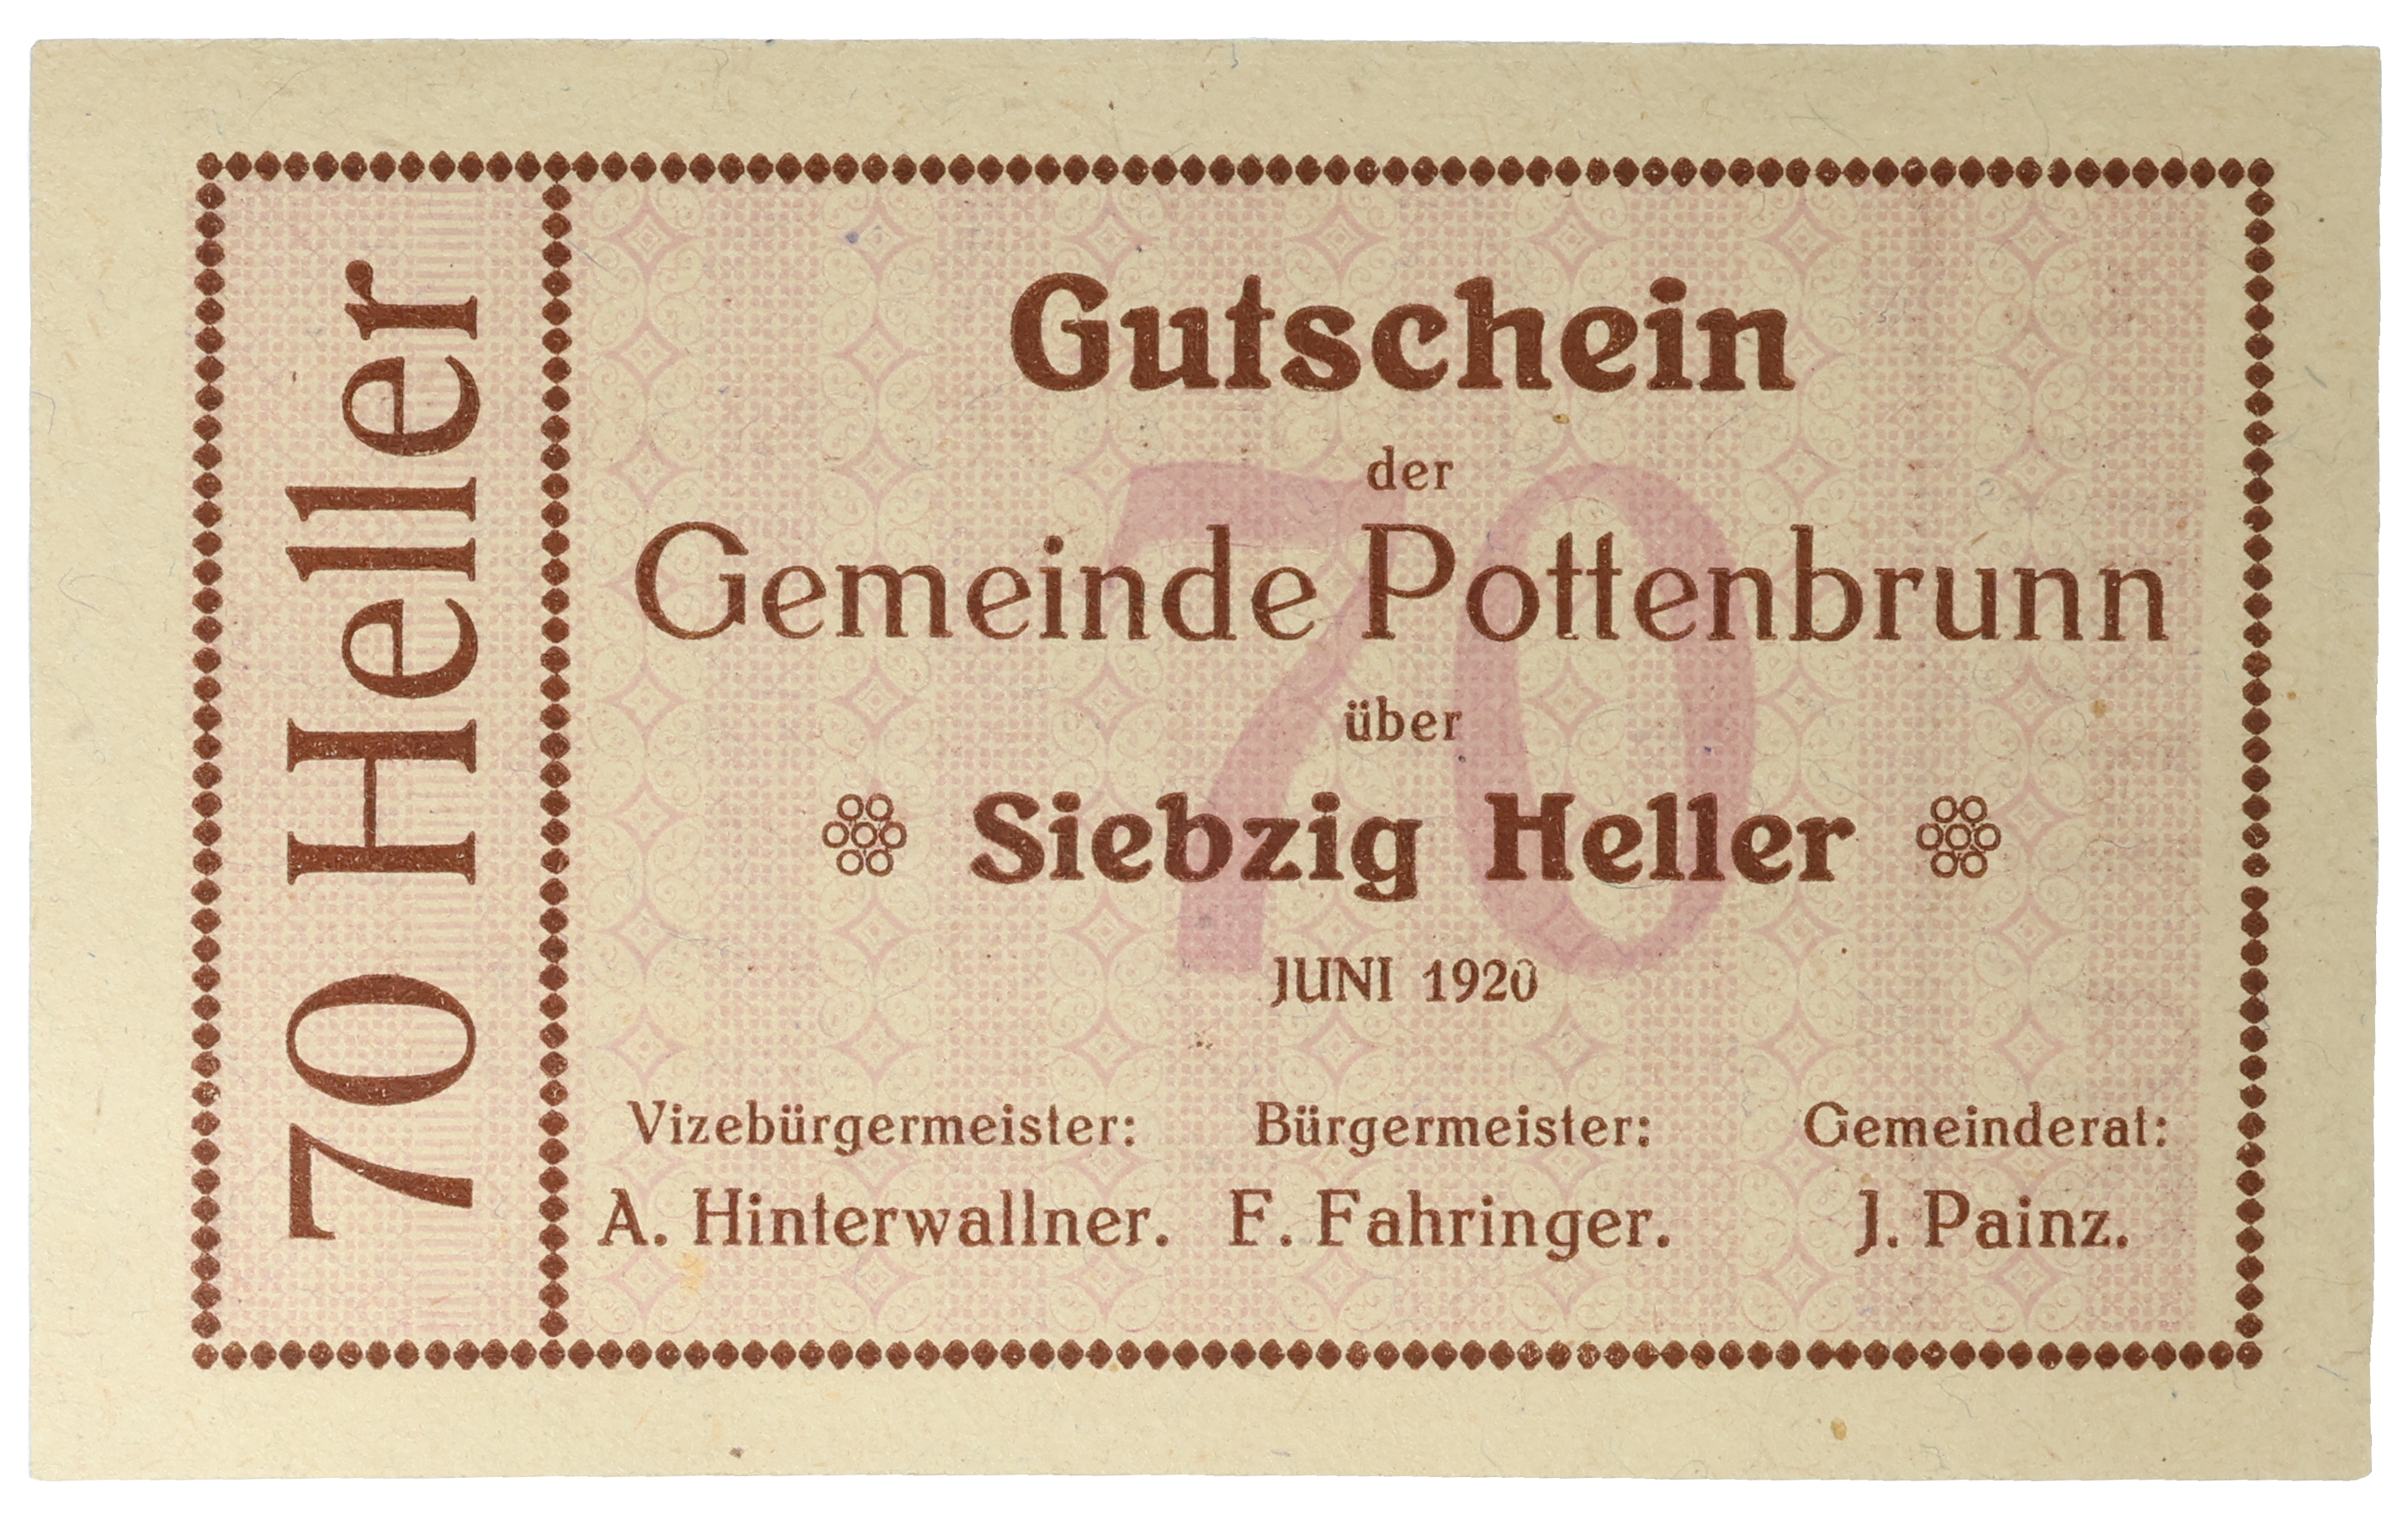 70 Heller
Gutschein
der
Gemeinde Pottenbrunn
über
Siebzig Heller
70
JUNI 1920
Vizebürgermeister: Bürgermeister: Gemeinderat:
A. Hinterwallner. F. Fahringer. J. Painz.